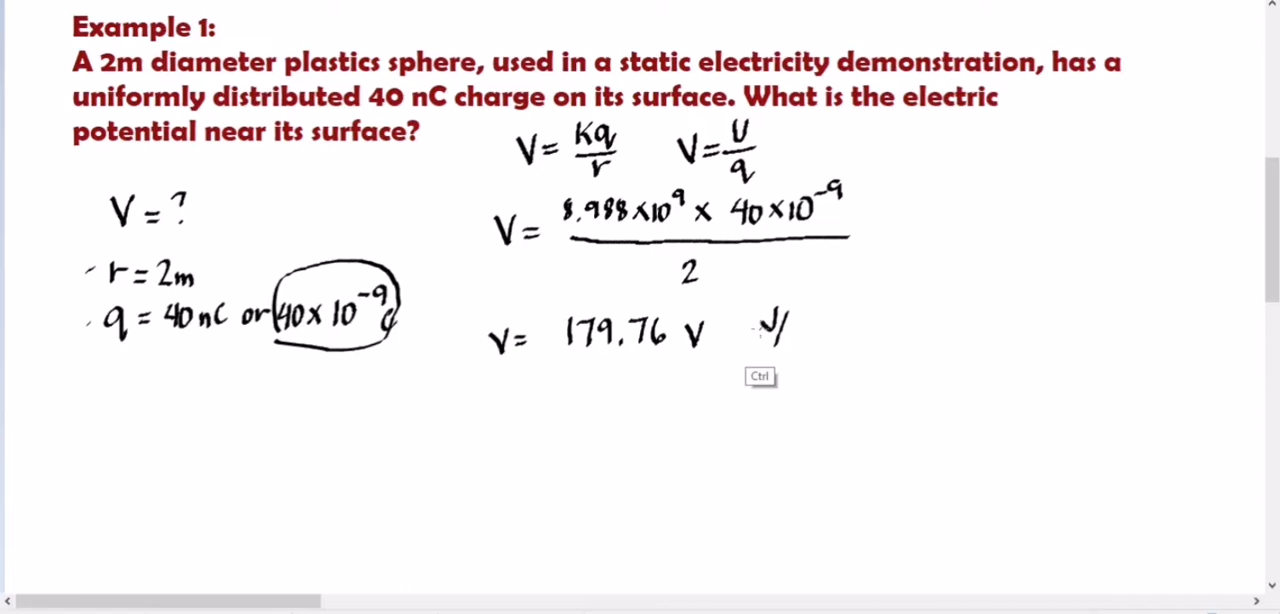 Example 1:
A 2m diameter plastics sphere, used in a static electricity demonstration, has a
uniformly distributed 40 nC charge on its surface. What is the electric
potential near its surface?
V = Kq/r V = U/q
V = ?
V = 8.988 × 10^9 × 40 × 10^-9 / 2
r = 2m
q = 40 nC or 40 × 10^-9 C
V = 179.76 V
Ctrl